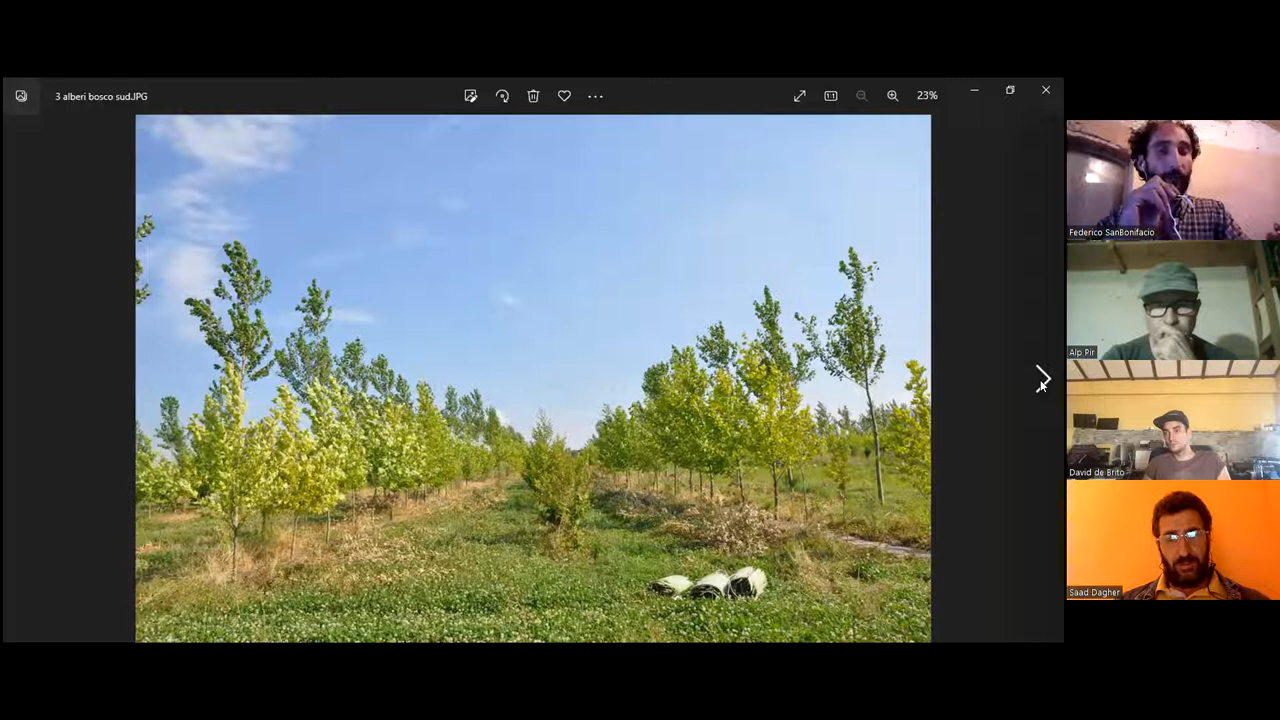 3 alberi bosco sud.JPG
23%
Federico SanBonifacio
Alp Pir
David de Brito
Saad Dagher